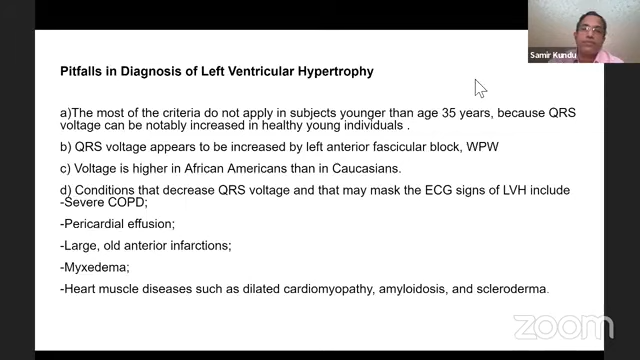 Samir Kundu
Pitfalls in Diagnosis of Left Ventricular Hypertrophy
a)The most of the criteria do not apply in subjects younger than age 35 years, because QRS
voltage can be notably increased in healthy young individuals .
b) QRS voltage appears to be increased by left anterior fascicular block, WPW
c) Voltage is higher in African Americans than in Caucasians.
d) Conditions that decrease QRS voltage and that may mask the ECG signs of LVH include
-Severe COPD;
-Pericardial effusion;
-Large, old anterior infarctions;
-Myxedema;
-Heart muscle diseases such as dilated cardiomyopathy, amyloidosis, and scleroderma.
zoom